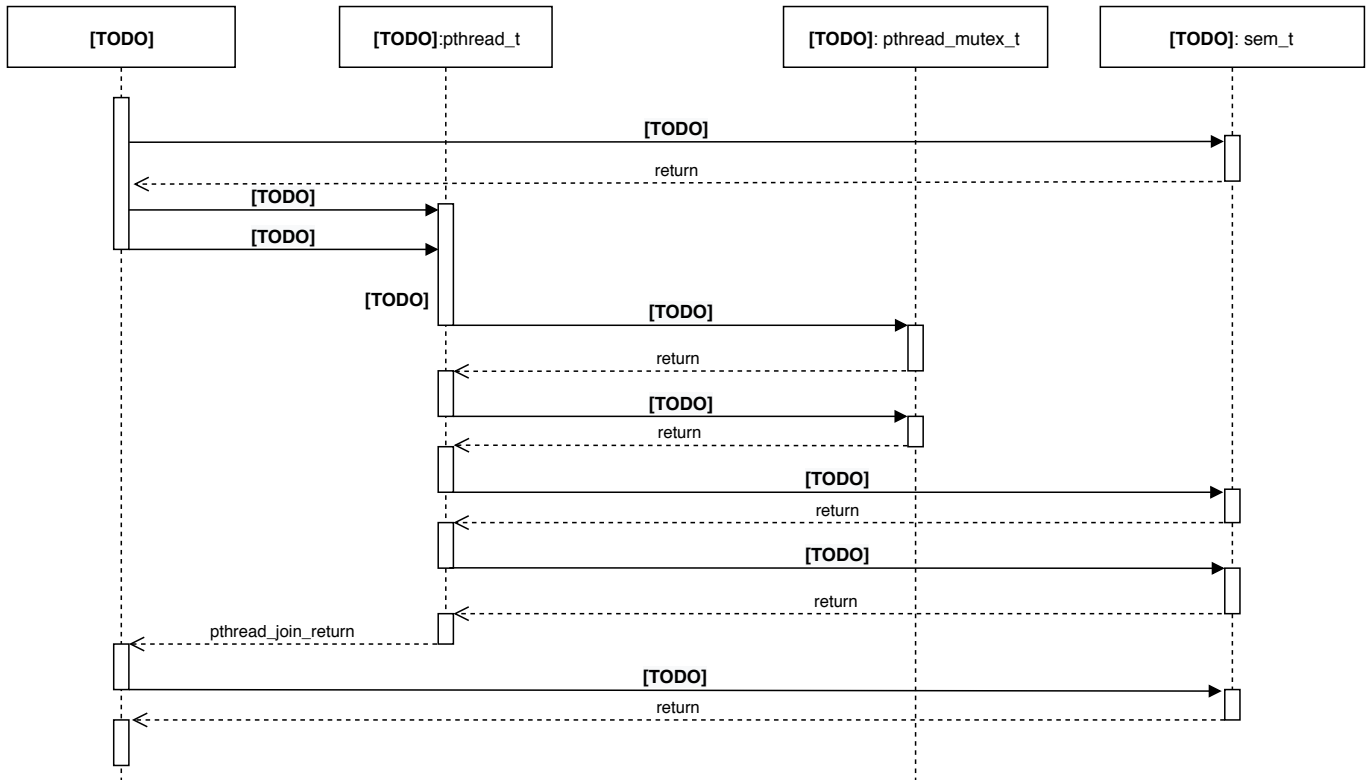 [TODO]
[TODO]:pthread_t
[TODO]: pthread_mutex_t
[TODO]: sem_t
[TODO]
return
[TODO]
[TODO]
[TODO]
[TODO]
return
[TODO]
return
[TODO]
return
[TODO]
return
pthread_join_return
[TODO]
return